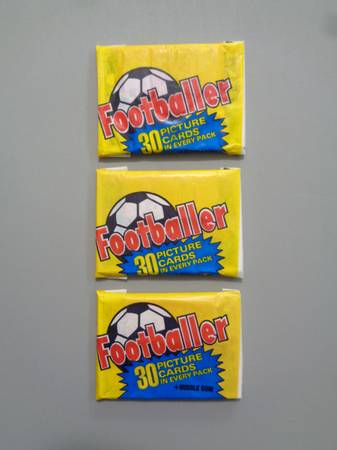 Footballer
30 PICTURE
CARDS
IN EVERY PACK
Footballer
30 PICTURE
CARDS
IN EVERY PACK
Footballer
30 PICTURE
CARDS
IN EVERY PACK
+ BUBBLE GUM